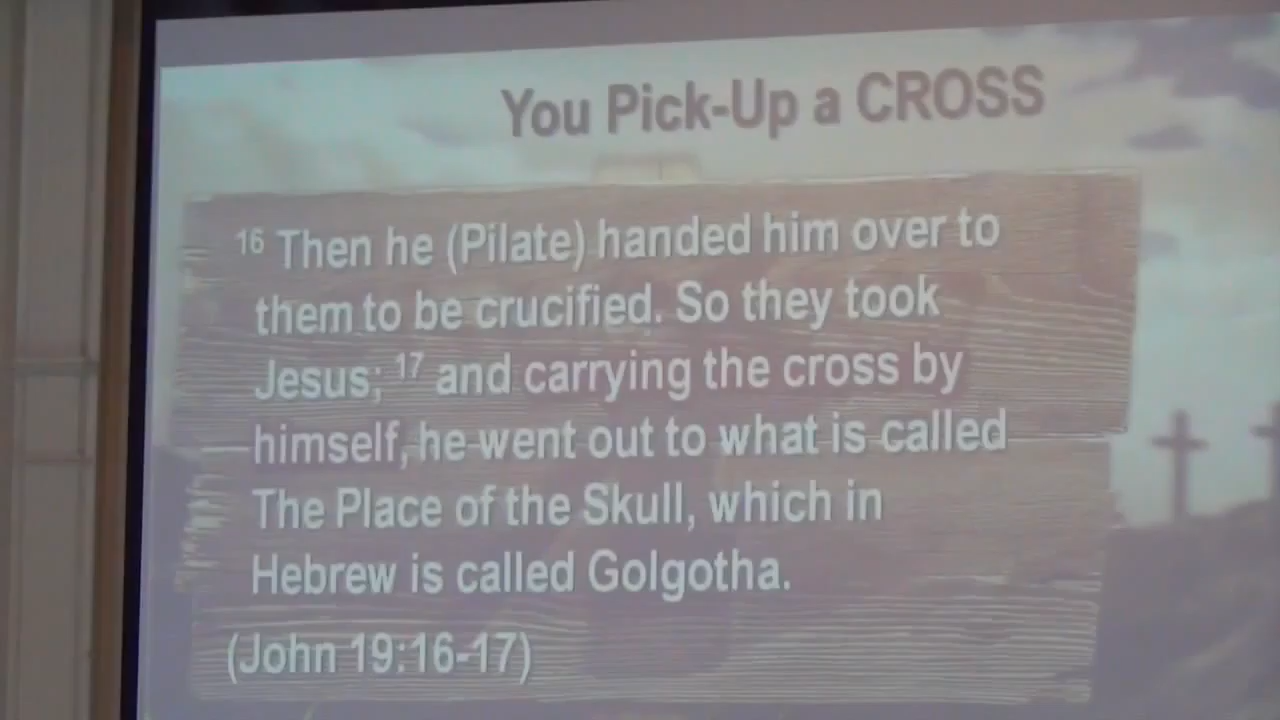 You Pick-Up a CROSS
16 Then he (Pilate) handed him over to
them to be crucified. So they took
Jesus; 17 and carrying the cross by
himself, he went out to what is called
The Place of the Skull, which in
Hebrew is called Golgotha.
(John 19:16-17)